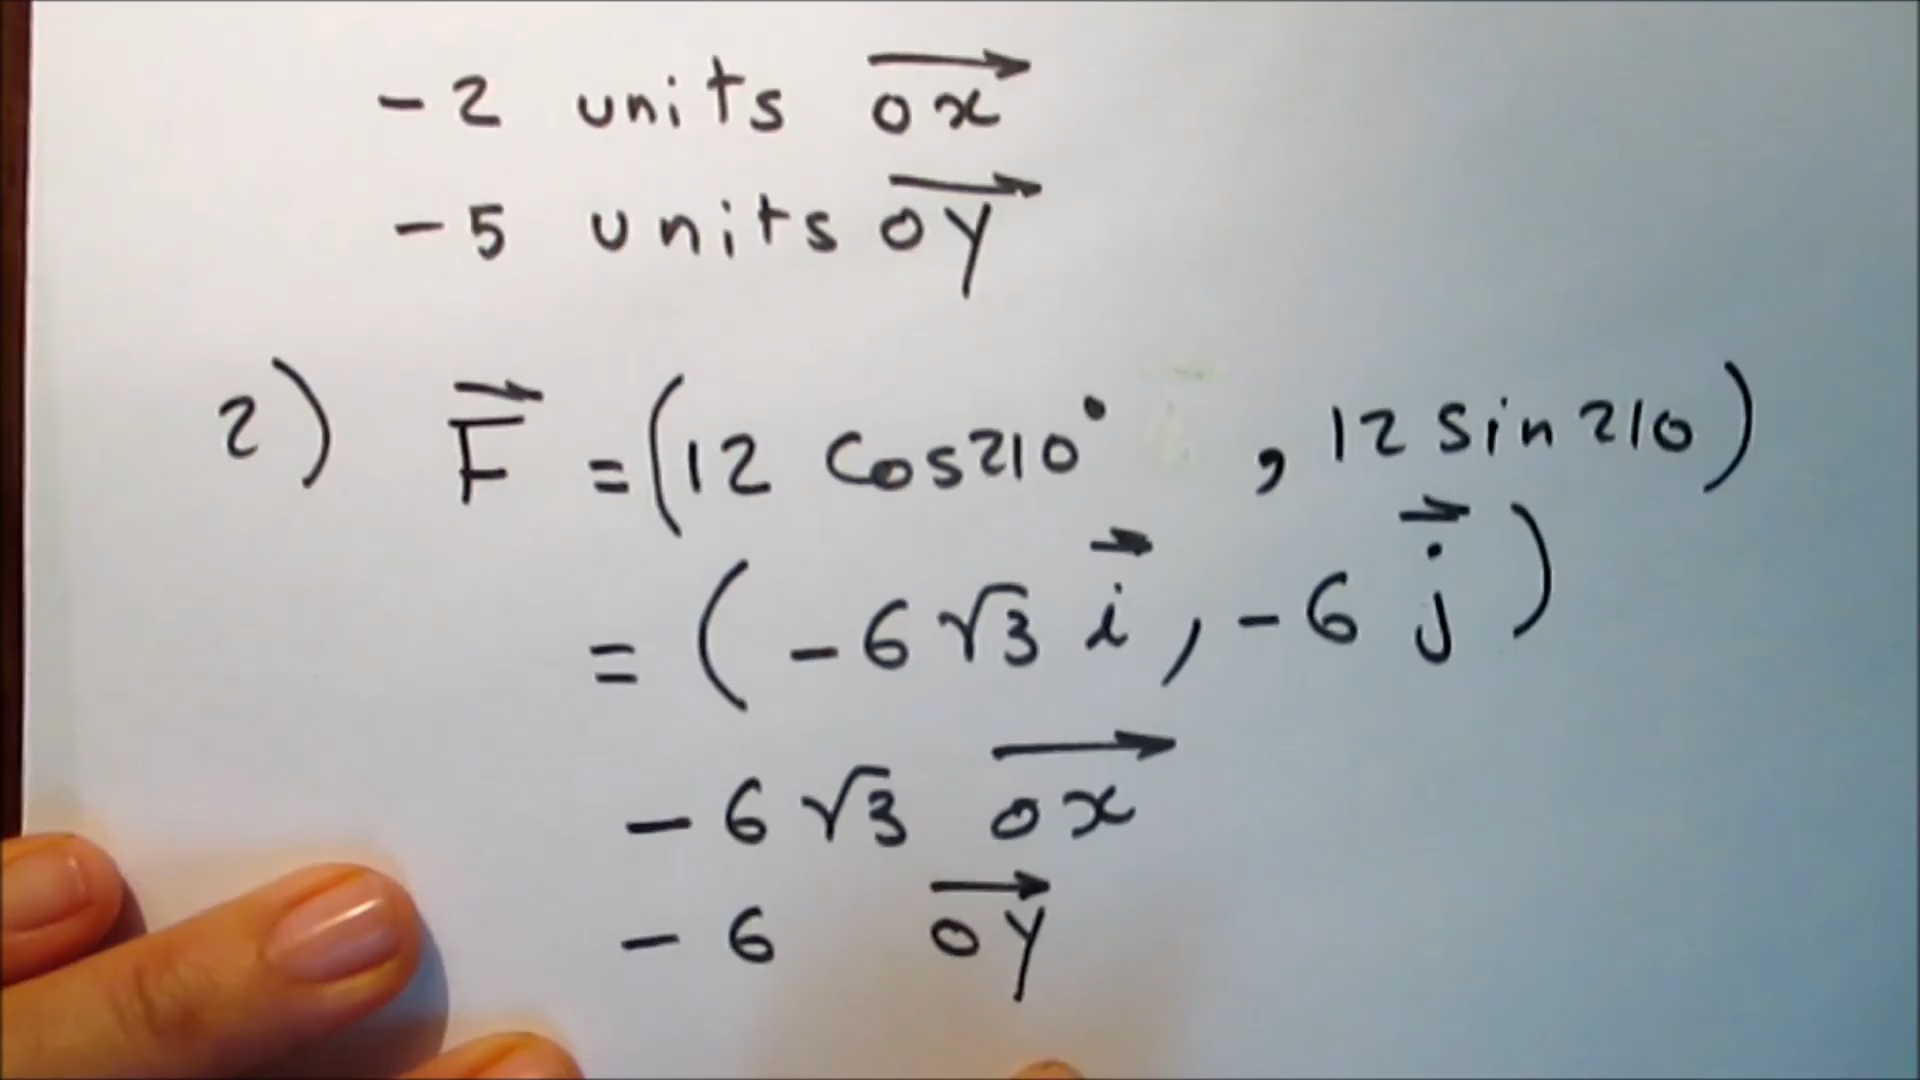 -2 units ox
-5 units oy
2) F = (12 cos210° , 12 sin210)
= (-6√3 i , -6 j)
-6√3 ox
-6 oy